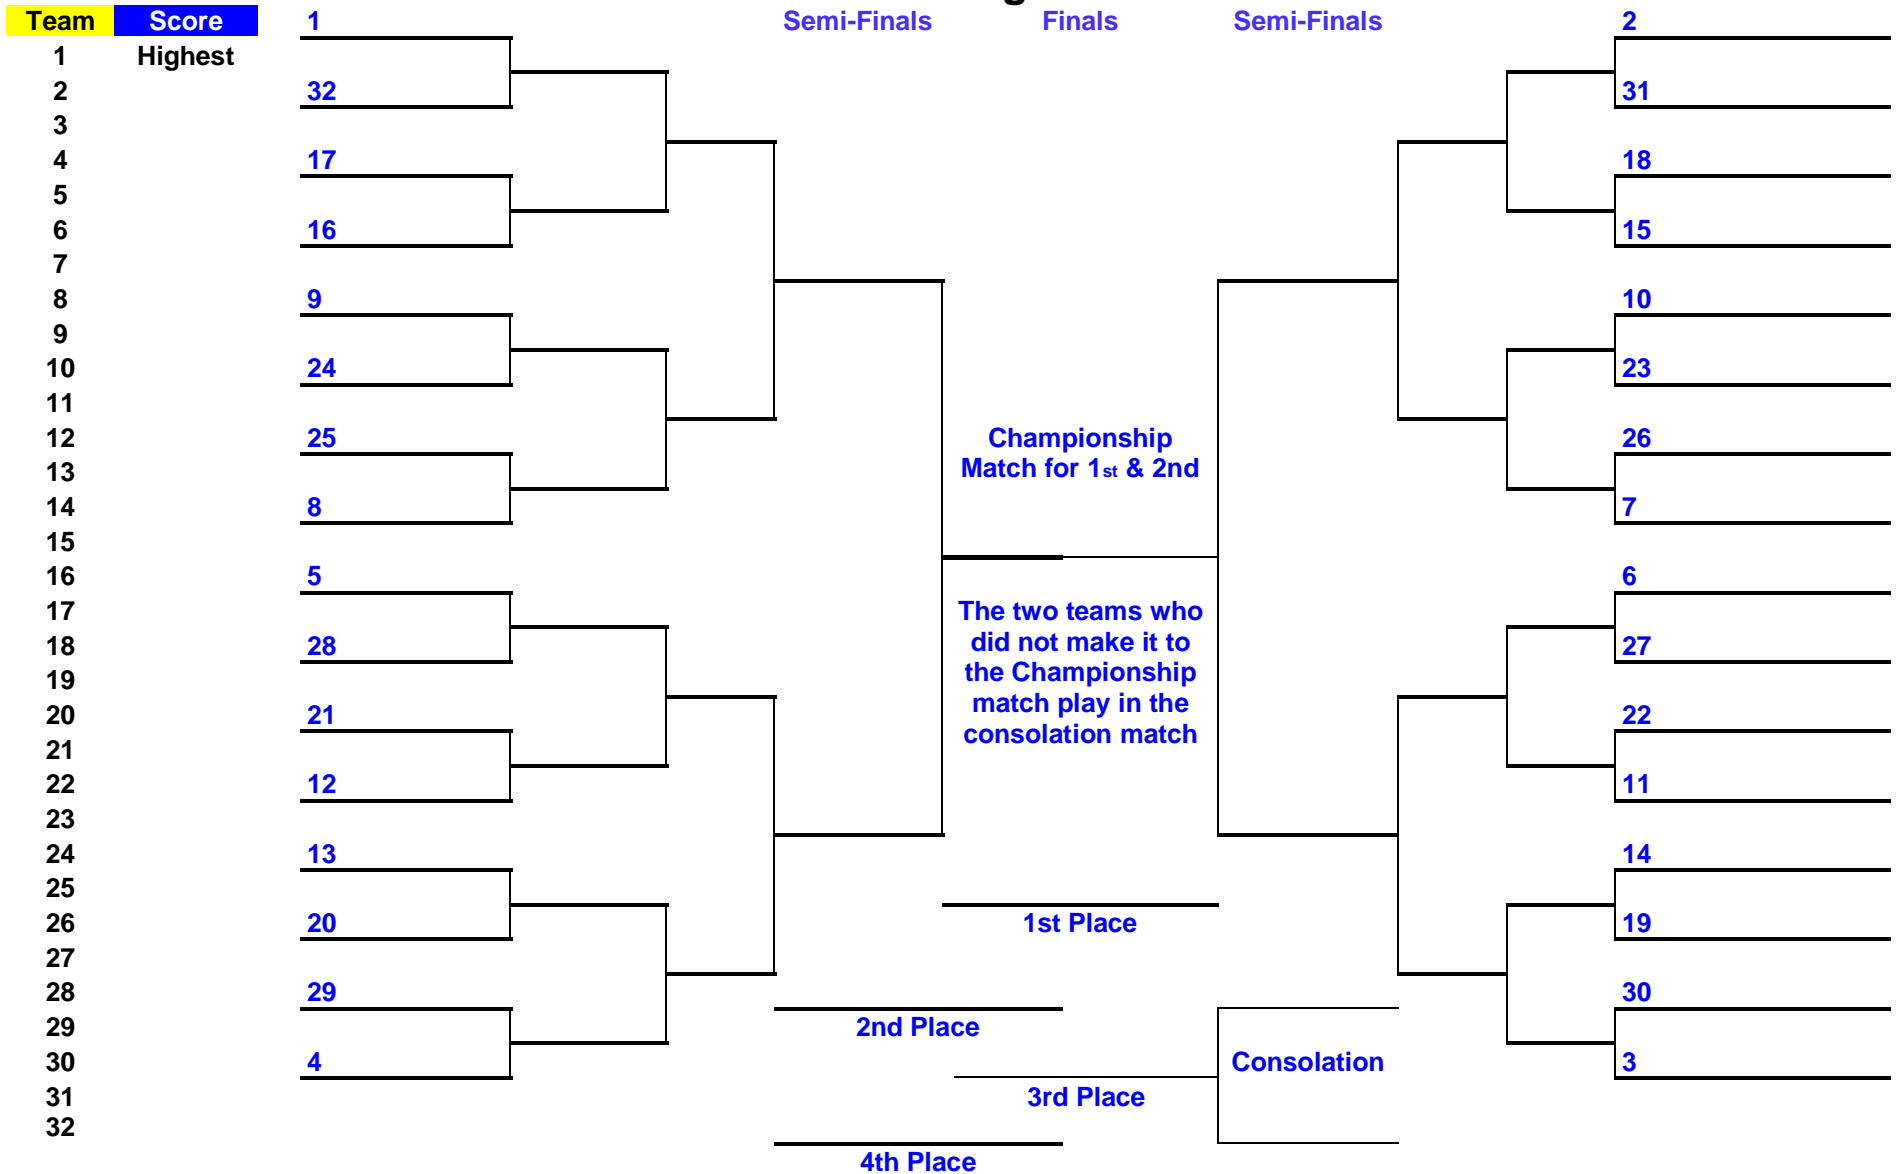 Team Score 1 Semi-Finals Finals Semi-Finals 2
1 Highest
2 32 31
3
4 17 18
5
6 16 15
7
8 9 10
9
10 24 23
11
12 25 Championship 26
13 Match for 1st & 2nd
14 8 7
15
16 5 6
17 The two teams who
18 28 did not make it to 27
19 the Championship
20 21 match play in the 22
21 consolation match
22 12 11
23
24 13 14
25
26 20 1st Place 19
27
28 29 30
29 2nd Place
30 4 Consolation 3
31 3rd Place
32
4th Place